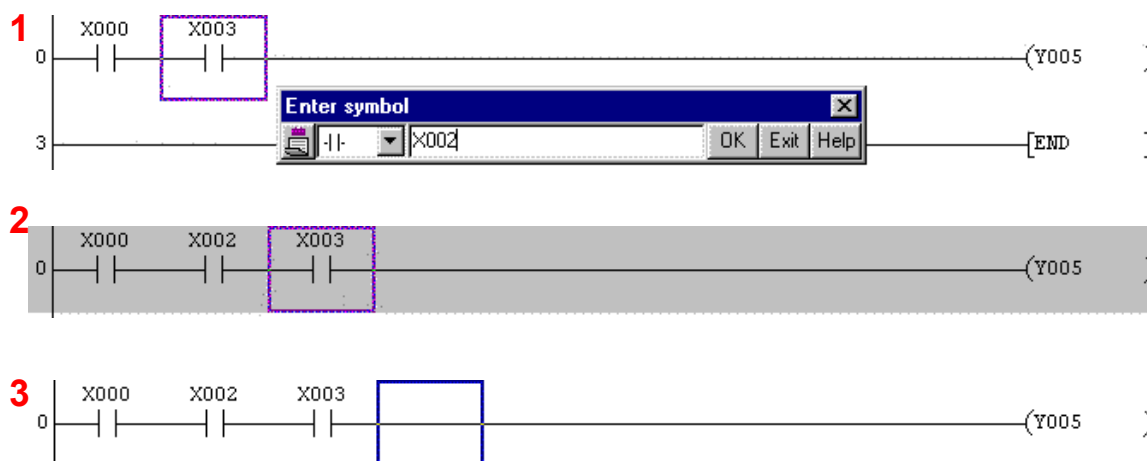 1
X000 X003
0 (Y005 )
Enter symbol
-| |- X002 OK Exit Help
3 [END ]
2
X000 X002 X003
0 (Y005 )
3
X000 X002 X003
0 (Y005 )